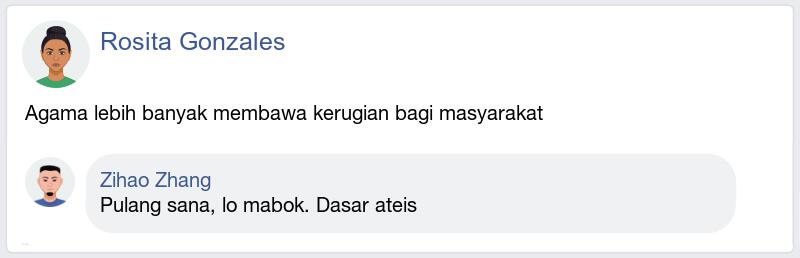 Rosita Gonzales
Agama lebih banyak membawa kerugian bagi masyarakat
Zihao Zhang
Pulang sana, lo mabok. Dasar ateis